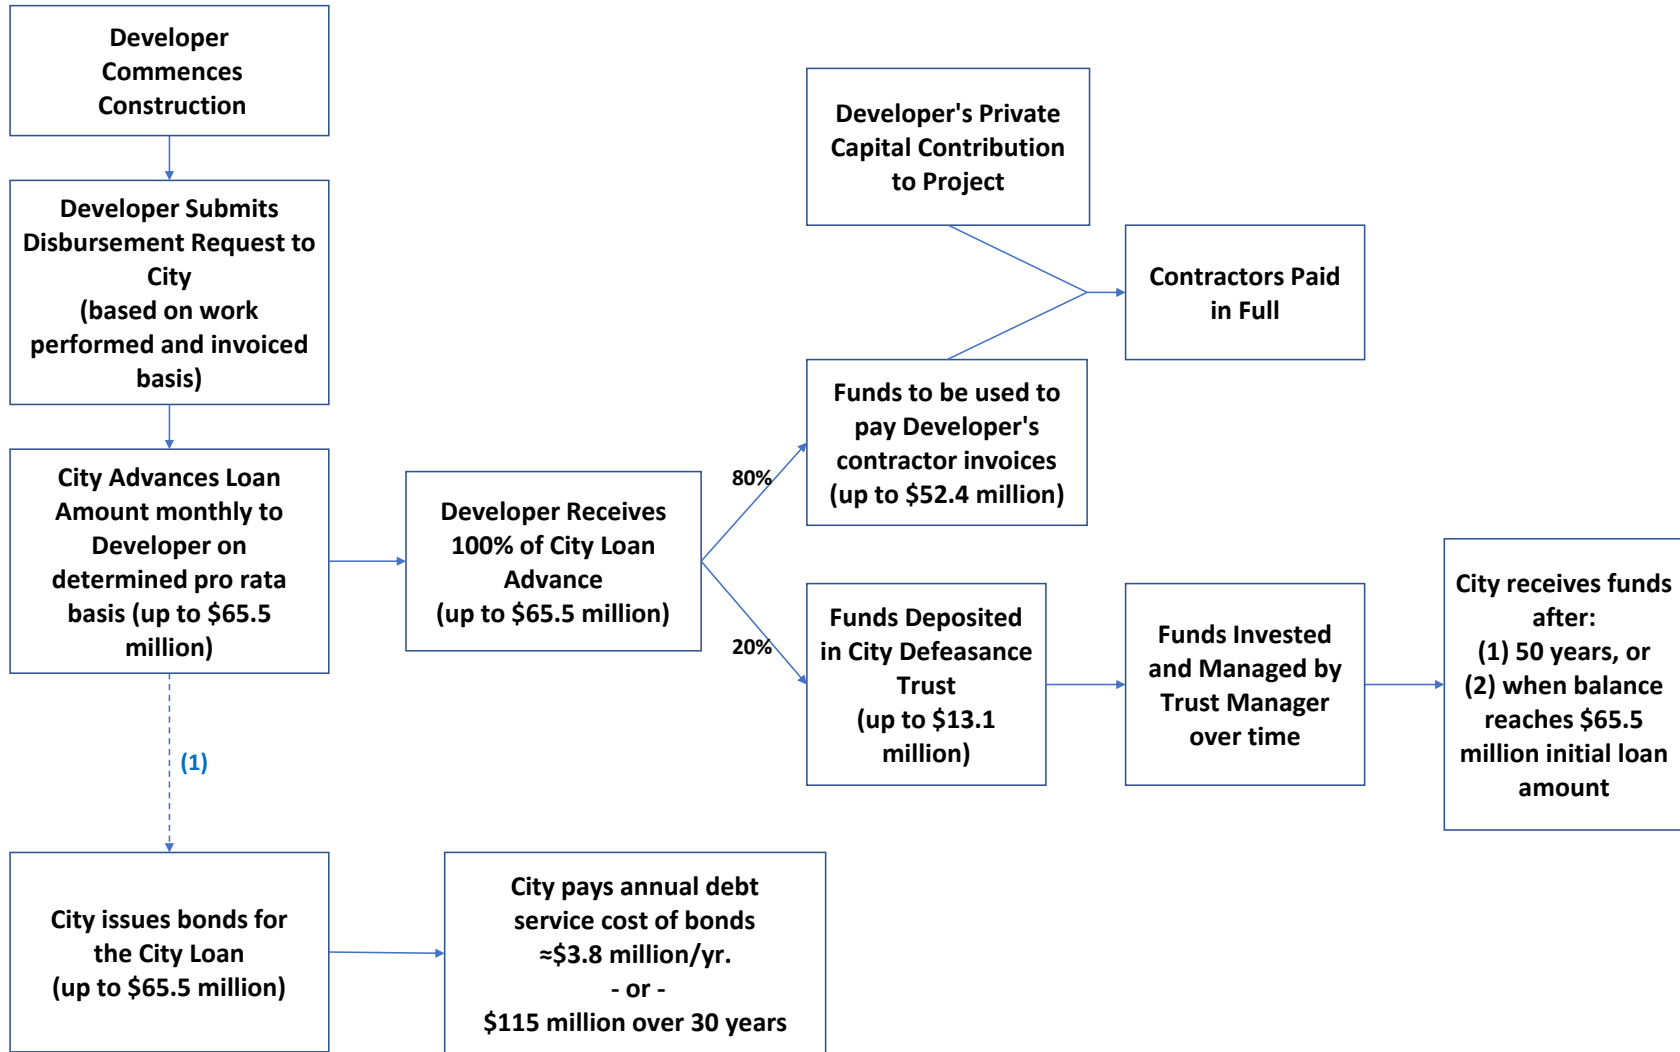 Developer
Commences
Construction
Developer Submits
Disbursement Request to
City
(based on work
performed and invoiced
basis)
City Advances Loan
Amount monthly to
Developer on
determined pro rata
basis (up to $65.5
million)
(1)
City issues bonds for
the City Loan
(up to $65.5 million)
City pays annual debt
service cost of bonds
≈$3.8 million/yr.
- or -
$115 million over 30 years
Developer Receives
100% of City Loan
Advance
(up to $65.5 million)
80%
20%
Developer's Private
Capital Contribution
to Project
Funds to be used to
pay Developer's
contractor invoices
(up to $52.4 million)
Contractors Paid
in Full
Funds Deposited
in City Defeasance
Trust
(up to $13.1
million)
Funds Invested
and Managed by
Trust Manager
over time
City receives funds
after:
(1) 50 years, or
(2) when balance
reaches $65.5
million initial loan
amount